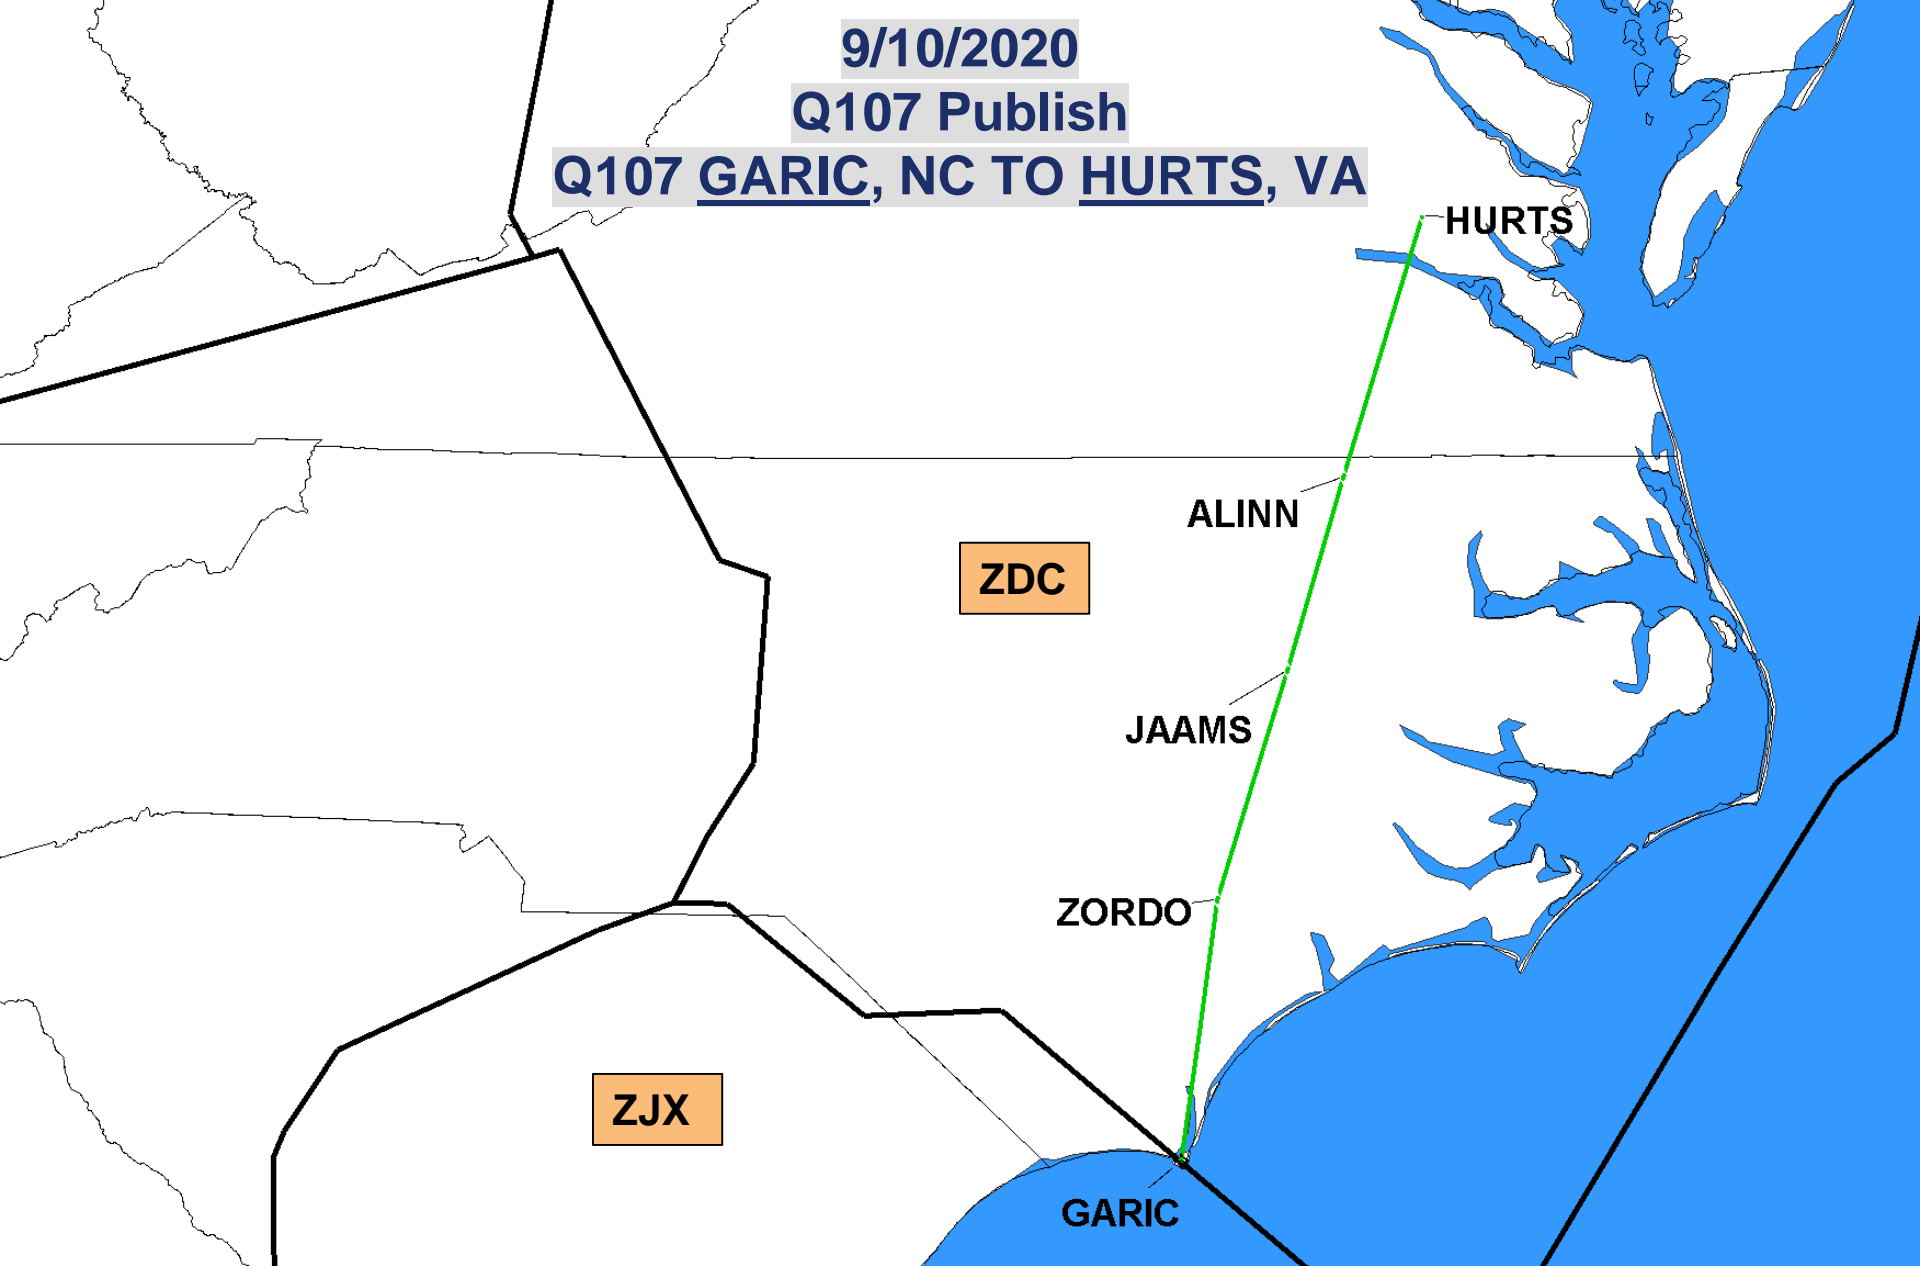 9/10/2020
Q107 Publish
Q107 GARIC, NC TO HURTS, VA
HURTS
ALINN
ZDC
JAAMS
ZORDO
ZJX
GARIC